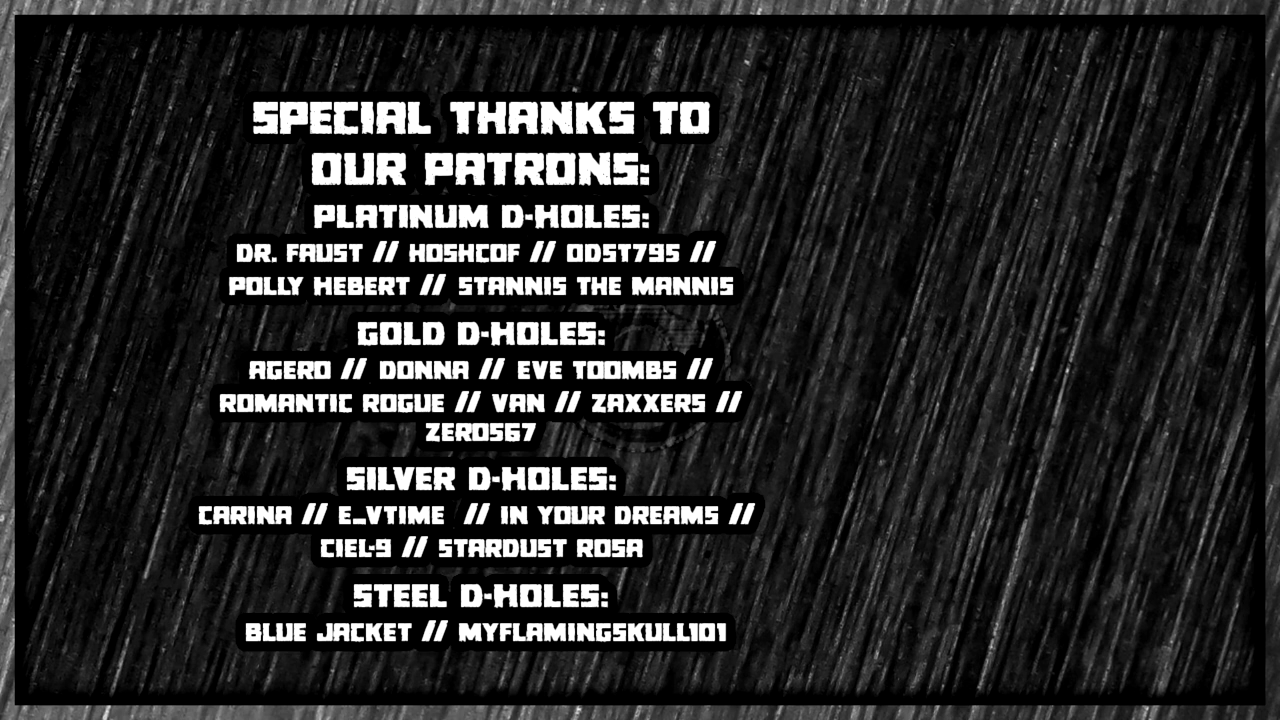 SPECIAL THANKS TO
OUR PATRONS:
PLATINUM D-HOLES:
DR. FAUST // HOSHCOF // ODST795 //
POLLY HEBERT // STANNIS THE MANNIS
GOLD D-HOLES:
AGERO // DONNA // EVE TOOMBS //
ROMANTIC ROGUE // VAN // ZAXXERS //
ZERO567
SILVER D-HOLES:
CARINA // E_VTIME // IN YOUR DREAMS //
CIEL-9 // STARDUST ROSA
STEEL D-HOLES:
BLUE JACKET // MYFLAMINGSKULL101